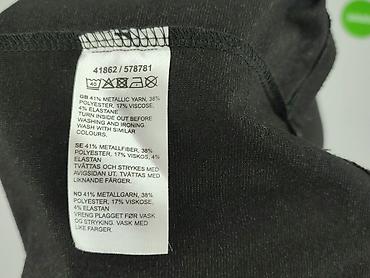 41862 / 578781
40
GB 41% METALLIC YARN, 38%
POLYESTER, 17% VISCOSE,
4% ELASTANE
TURN INSIDE OUT BEFORE
WASHING AND IRONING
WASH WITH SIMILAR
COLOURS.
SE 41% METALLFIBER, 38%
POLYESTER, 17% VISKOS, 4%
ELASTAN
TVÄTTAS OCH STRYKES MED
AVIGSIDAN UT. TVÄTTAS MED
LIKNANDE FÄRGER.
NO 41% METALLGARN, 38%
POLYESTER, 17% VISKOSE,
4% ELASTAN
VRENG PLAGGET FØR VASK
OG STRYKING. VASK MED
LIKE FARGER.